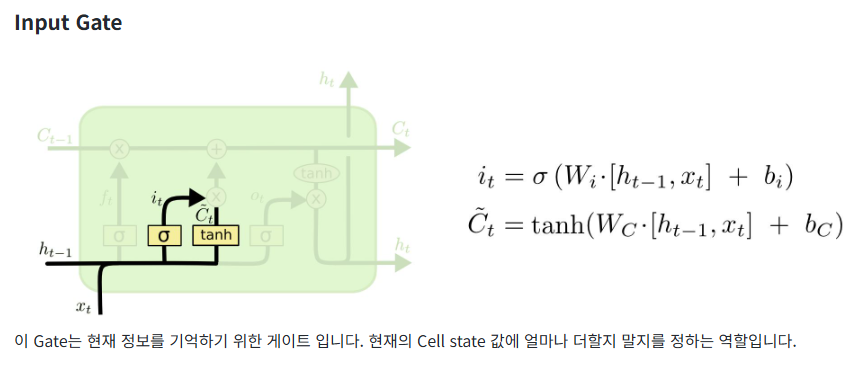 Input Gate
h_t
C_{t-1}
C_t
tanh
f_t
i_t
o_t
C̃_t
σ
σ
tanh
σ
h_{t-1}
h_t
x_t
i_t = σ (W_i·[h_{t-1}, x_t] + b_i)
C̃_t = tanh(W_C·[h_{t-1}, x_t] + b_C)
이 Gate는 현재 정보를 기억하기 위한 게이트 입니다. 현재의 Cell state 값에 얼마나 더할지 말지를 정하는 역할입니다.